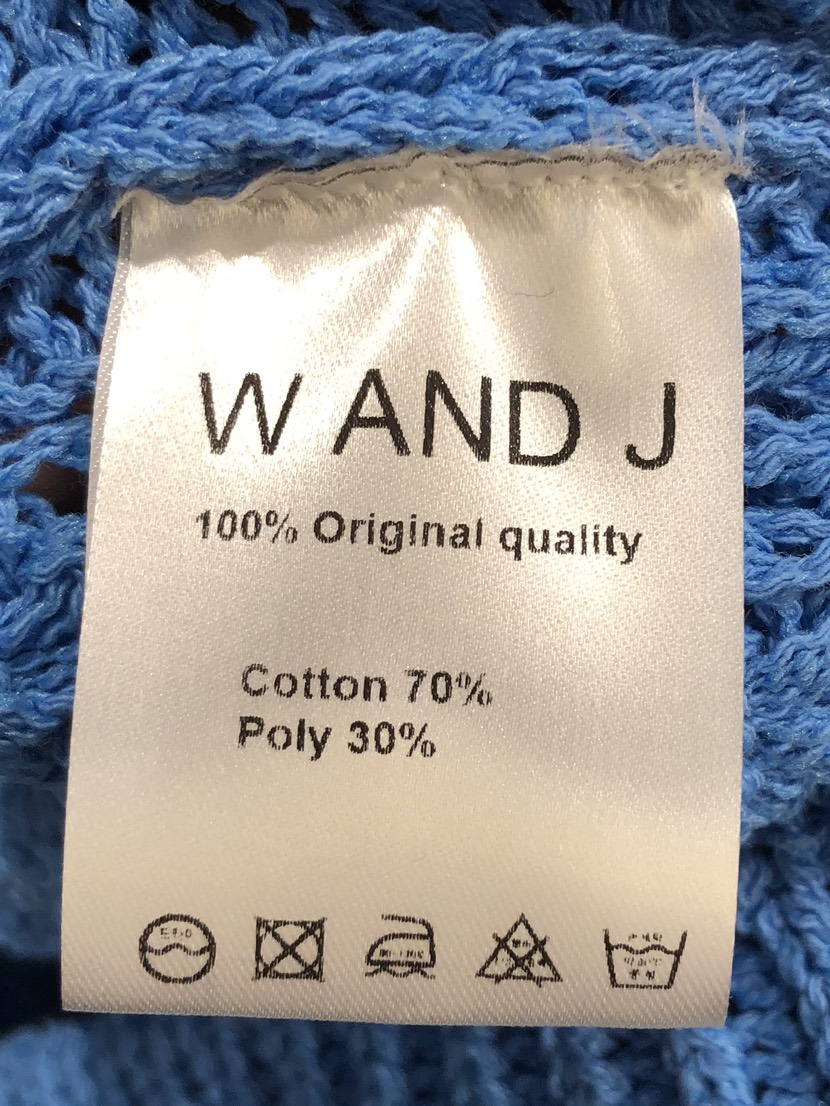 W AND J
100% Original quality
Cotton 70%
Poly 30%